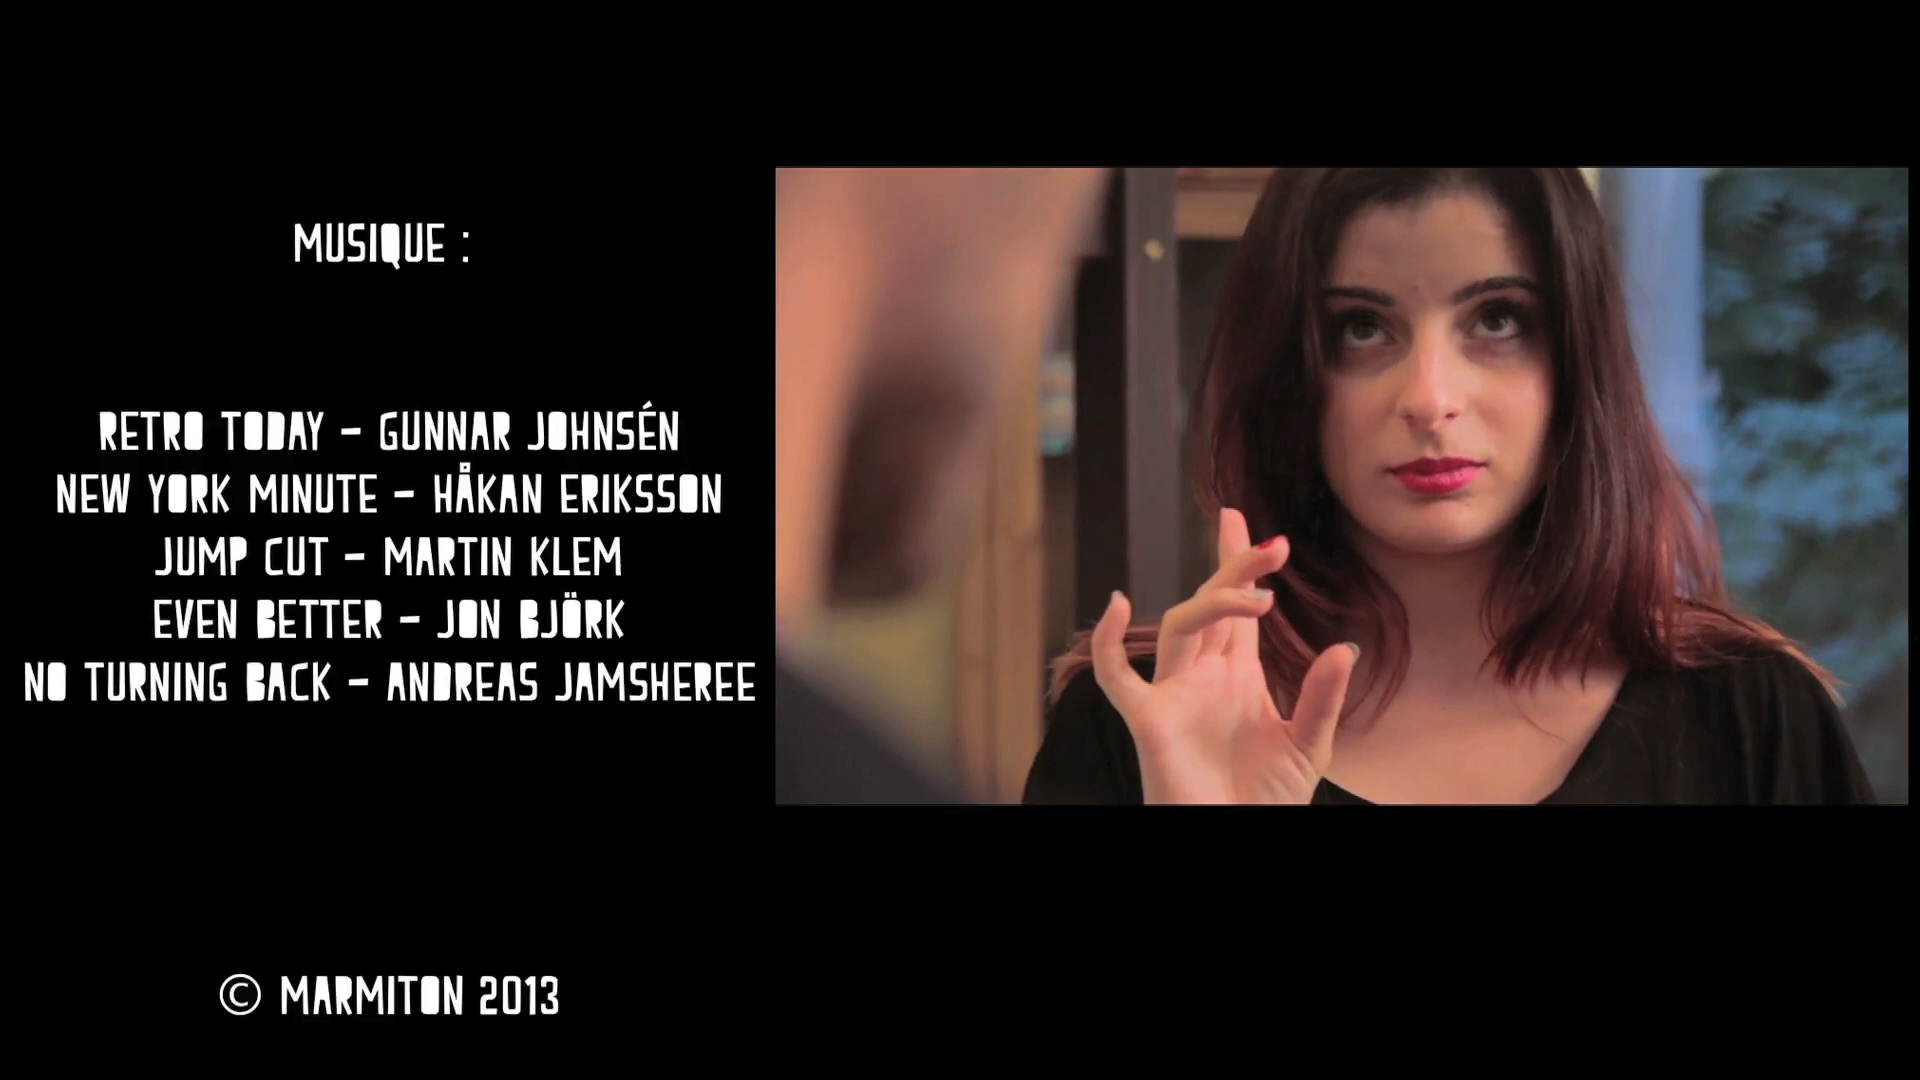 MUSIQUE :
RETRO TODAY - GUNNAR JOHNSÉN
NEW YORK MINUTE - HÅKAN ERIKSSON
JUMP CUT - MARTIN KLEM
EVEN BETTER - JON BJÖRK
NO TURNING BACK - ANDREAS JAMSHEREE
© MARMITON 2013